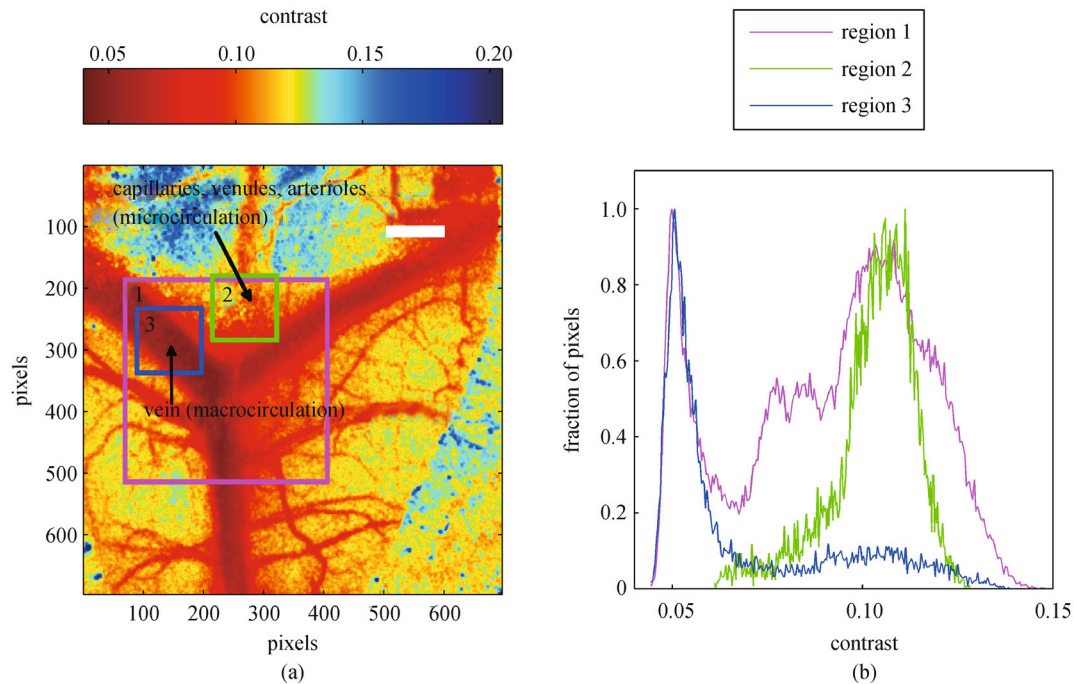 contrast
0.05 0.10 0.15 0.20
capillaries, venules, arterioles
(microcirculation)
1
2
3
vein (macrocirculation)
pixels
100
200
300
400
500
600
100 200 300 400 500 600
pixels
(a)
region 1
region 2
region 3
fraction of pixels
1.0
0.8
0.6
0.4
0.2
0
0.05 0.10 0.15
contrast
(b)